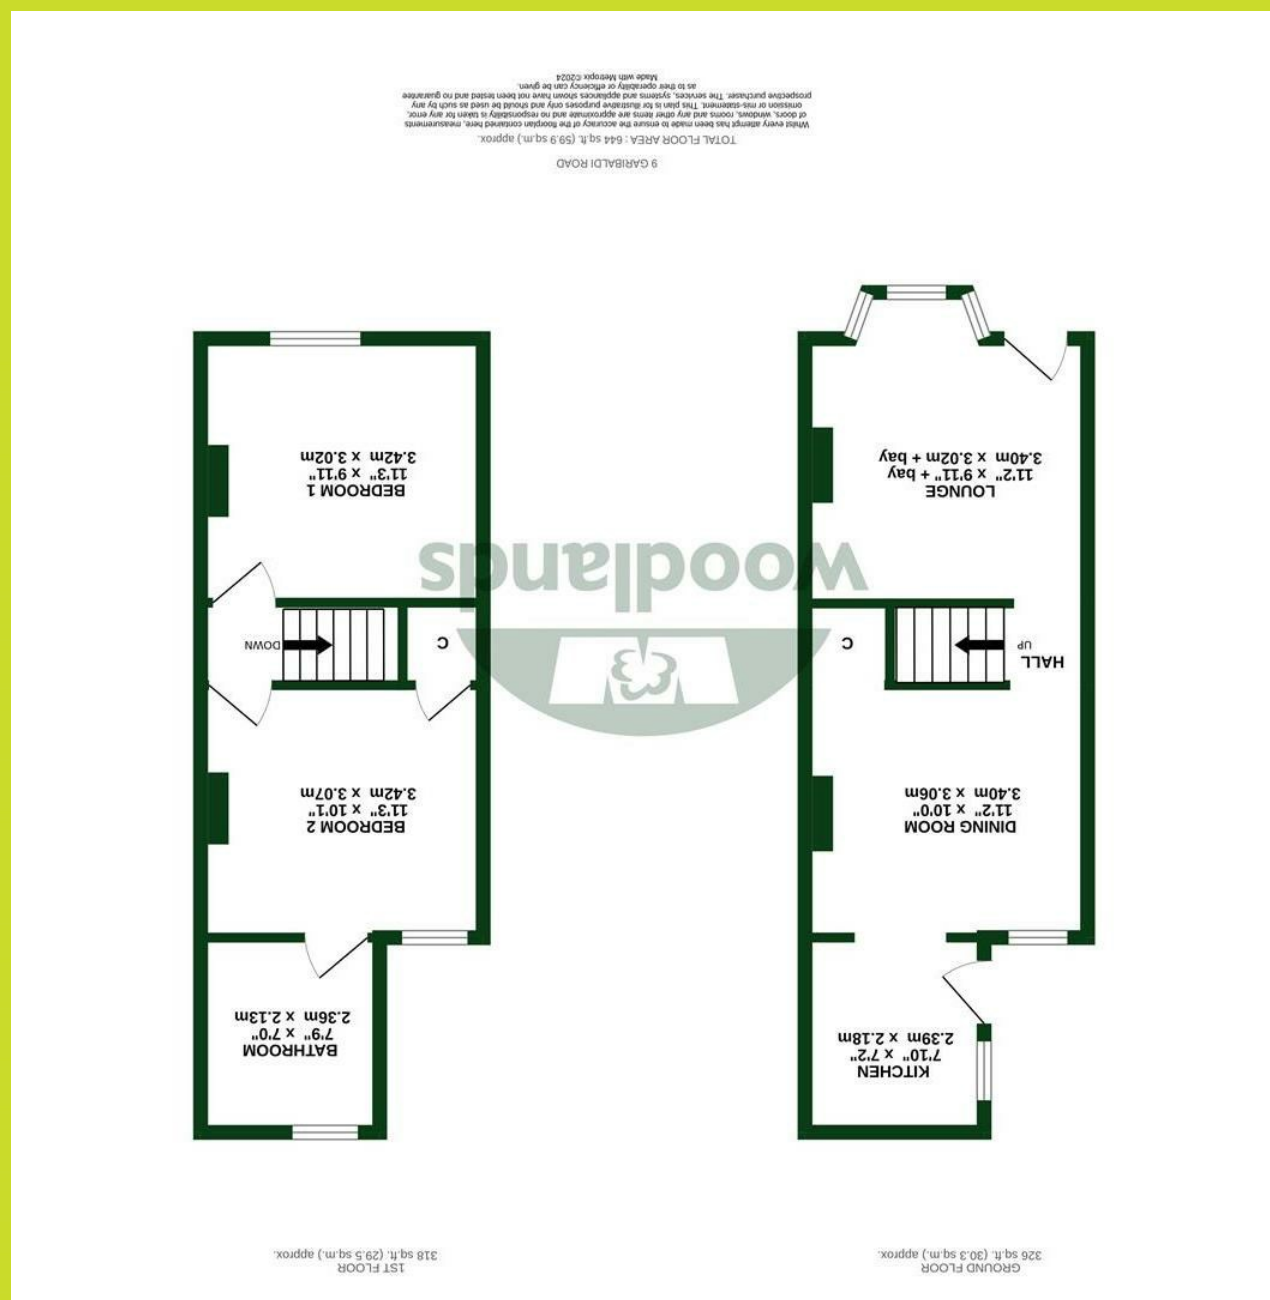 GROUND FLOOR
326 sq.ft. (30.3 sq.m.) approx.
1ST FLOOR
318 sq.ft. (29.5 sq.m.) approx.
KITCHEN
7'10" x 7'2"
2.39m x 2.18m
DINING ROOM
11'2" x 10'0"
3.40m x 3.06m
HALL
UP
C
LOUNGE
11'2" x 9'11" + bay
3.40m x 3.02m + bay
BATHROOM
7'9" x 7'0"
2.36m x 2.13m
BEDROOM 2
11'3" x 10'1"
3.42m x 3.07m
C
DOWN
BEDROOM 1
11'3" x 9'11"
3.42m x 3.02m
woodlands
9 GARIBALDI ROAD
TOTAL FLOOR AREA : 644 sq.ft. (59.9 sq.m.) approx.
Whilst every attempt has been made to ensure the accuracy of the floorplan contained here, measurements
of doors, windows, rooms and any other items are approximate and no responsibility is taken for any error,
omission or mis-statement. This plan is for illustrative purposes only and should be used as such by any
prospective purchaser. The services, systems and appliances shown have not been tested and no guarantee
as to their operability or efficiency can be given.
Made with Metropix ©2024